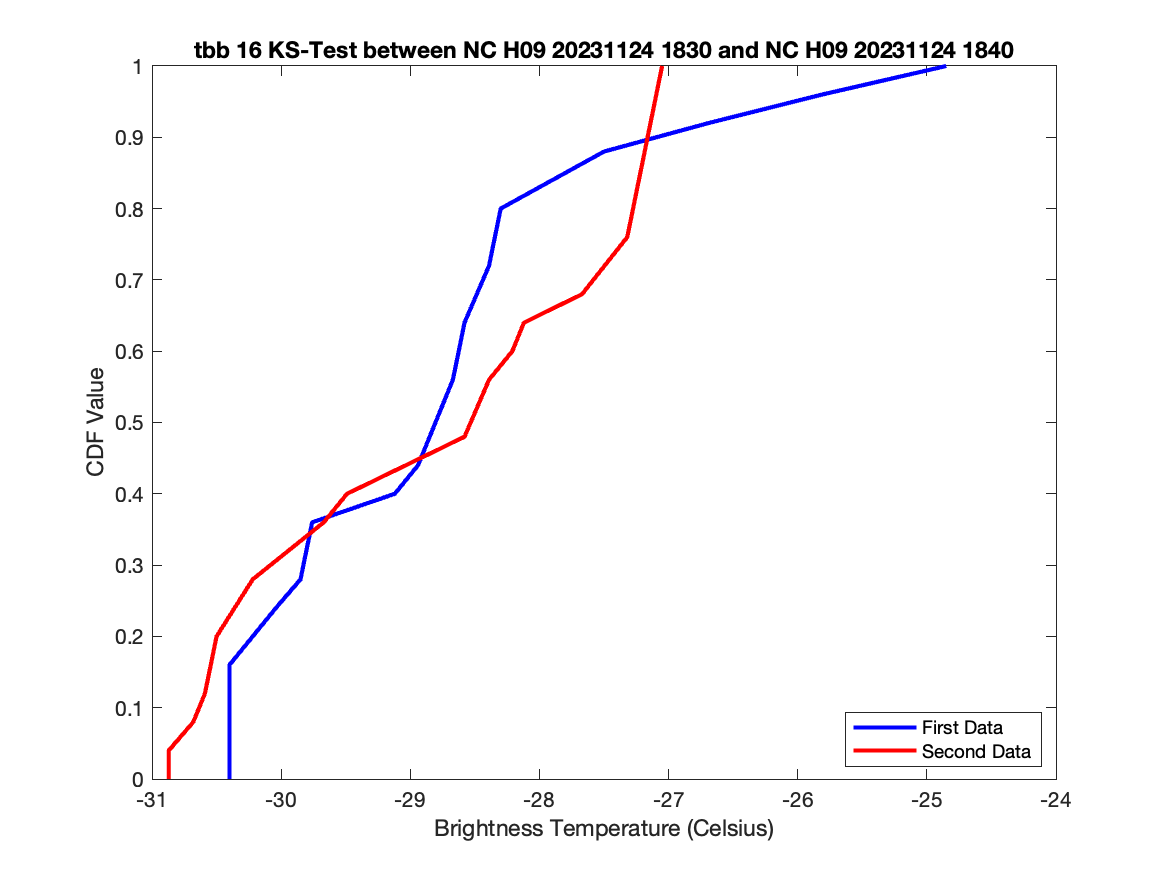 tbb 16 KS-Test between NC H09 20231124 1830 and NC H09 20231124 1840
1
0.9
0.8
0.7
0.6
0.5
0.4
0.3
0.2
0.1
0
CDF Value
First Data
Second Data
-31 -30 -29 -28 -27 -26 -25 -24
Brightness Temperature (Celsius)